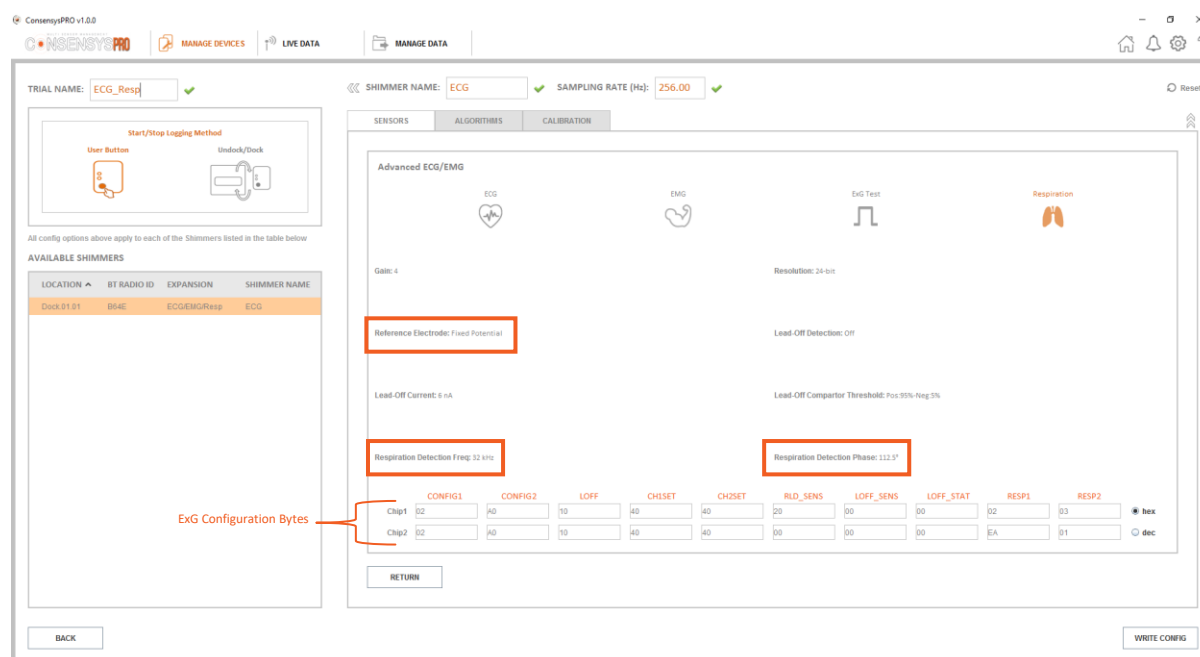 ConsensysPRO v1.0.0
CONSENSYSPRO
MANAGE DEVICES
LIVE DATA
MANAGE DATA
TRIAL NAME: ECG_Resp
SHIMMER NAME: ECG
SAMPLING RATE (Hz): 256.00
Reset
SENSORS ALGORITHMS CALIBRATION
Start/Stop Logging Method
User Button Undock/Dock
All config options above apply to each of the Shimmers listed in the table below
AVAILABLE SHIMMERS
LOCATION BT RADIO ID EXPANSION SHIMMER NAME
Dock.01.01 B64E ECG/EMG/Resp ECG
Advanced ECG/EMG
ECG EMG ExG Test Respiration
Gain: 4 Resolution: 24-bit
Reference Electrode: Fixed Potential Lead-Off Detection: Off
Lead-Off Current: 6 nA Lead-Off Compartor Threshold: Pos:95%-Neg:5%
Respiration Detection Freq: 32 kHz Respiration Detection Phase: 112.5°
CONFIG1 CONFIG2 LOFF CH1SET CH2SET RLD_SENS LOFF_SENS LOFF_STAT RESP1 RESP2
Chip1 02 A0 10 40 40 20 00 00 02 03 hex
ExG Configuration Bytes
Chip2 02 A0 10 40 40 00 00 00 EA 01 dec
RETURN
BACK
WRITE CONFIG